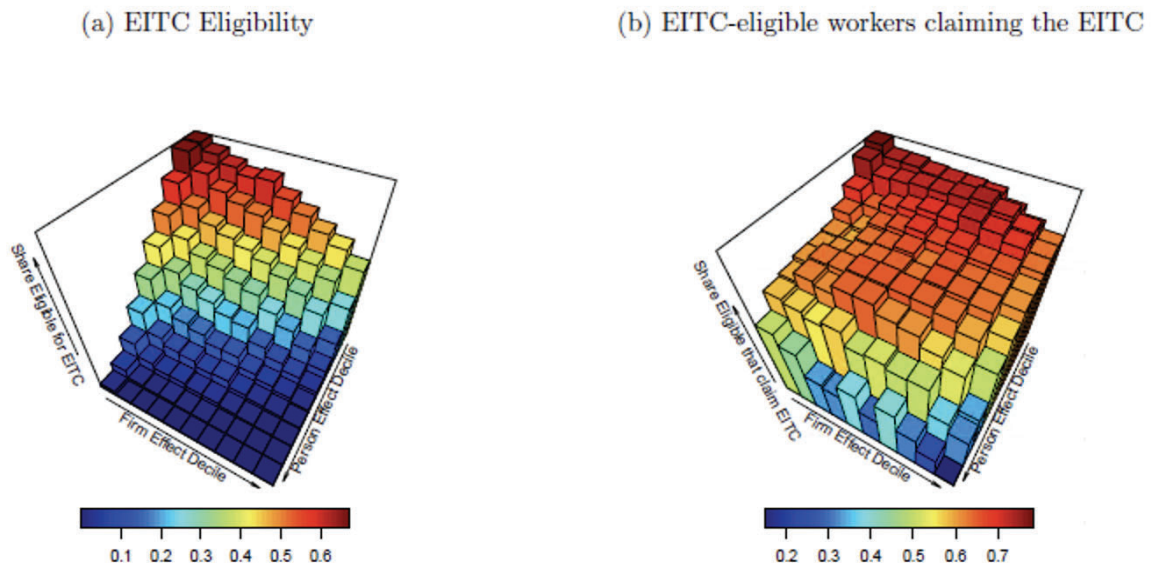 (a) EITC Eligibility
Share Eligible for EITC
Firm Effect Decile
Person Effect Decile
0.1 0.2 0.3 0.4 0.5 0.6
(b) EITC-eligible workers claiming the EITC
Share Eligible that claim EITC
Firm Effect Decile
Person Effect Decile
0.2 0.3 0.4 0.5 0.6 0.7